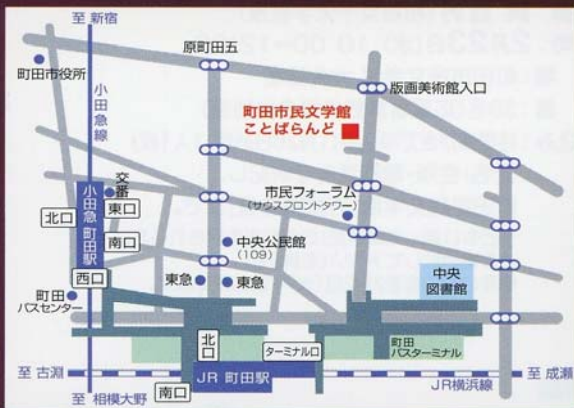 至 新宿
原町田五
町田市役所
小田急線
版画美術館入口
町田市民文学館
ことばらんど
交番
小田急 町田駅
東口
北口
市民フォーラム
(サウスフロントタワー)
南口
中央公民館
(109)
西口
東急
東急
中央
図書館
町田
バスセンター
北口
ターミナル口
町田
バスターミナル
至 古淵
JR 町田駅
至 成瀬
JR横浜線
南口
至 相模大野